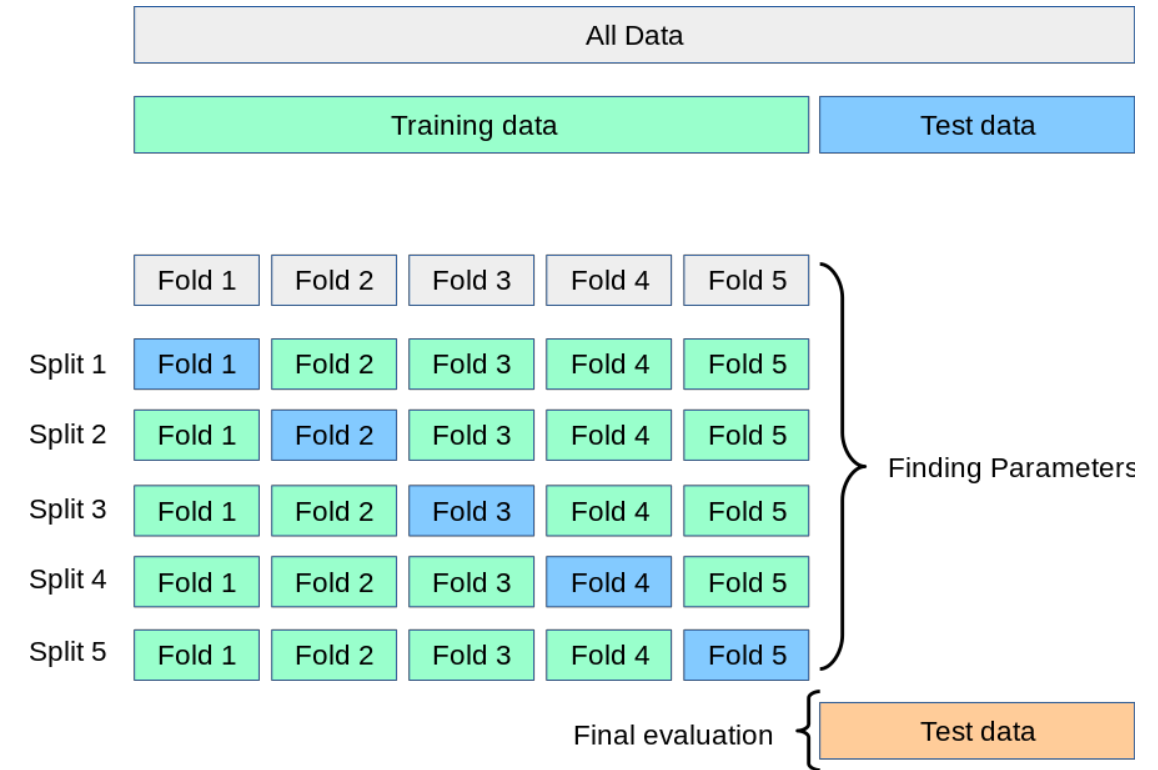 All Data
Training data Test data
Fold 1 Fold 2 Fold 3 Fold 4 Fold 5
Split 1 Fold 1 Fold 2 Fold 3 Fold 4 Fold 5
Split 2 Fold 1 Fold 2 Fold 3 Fold 4 Fold 5
Finding Parameters
Split 3 Fold 1 Fold 2 Fold 3 Fold 4 Fold 5
Split 4 Fold 1 Fold 2 Fold 3 Fold 4 Fold 5
Split 5 Fold 1 Fold 2 Fold 3 Fold 4 Fold 5
Final evaluation Test data